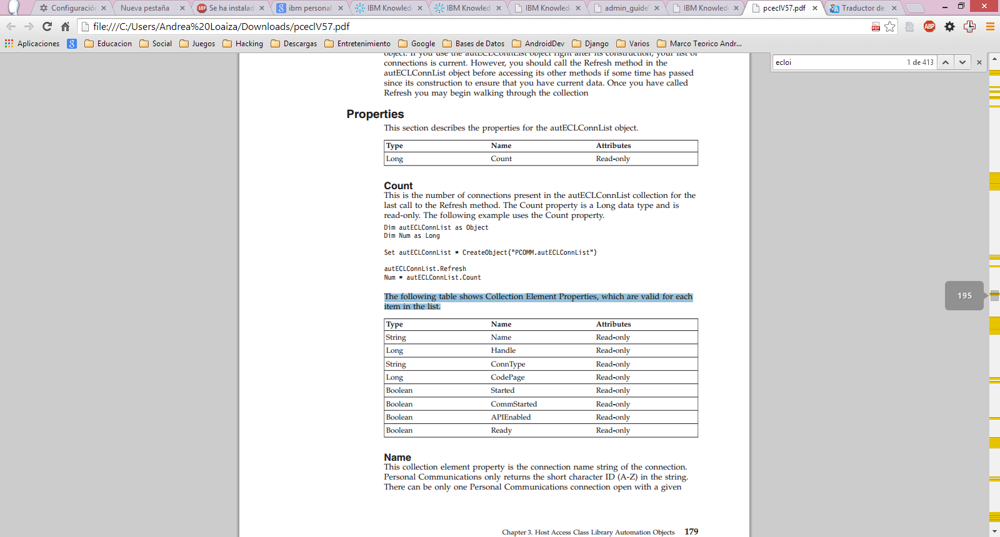 Configuración
Nueva pestaña
Se ha instalad
ibm personal
IBM Knowled
IBM Knowled
IBM Knowled
admin_guide
IBM Knowled
pceclV57.pdf
Traductor de
file:///C:/Users/Andrea%20Loaiza/Downloads/pceclV57.pdf
ABP
Aplicaciones
Educacion
Social
Juegos
Hacking
Descargas
Entretenimiento
Google
Bases de Datos
AndroidDev
Django
Varios
Marco Teorico Andr...
ecloi
1 de 413
object. If you use the autECLConnList object right after its construction, your list of
connections is current. However, you should call the Refresh method in the
autECLConnList object before accessing its other methods if some time has passed
since its construction to ensure that you have current data. Once you have called
Refresh you may begin walking through the collection
Properties
This section describes the properties for the autECLConnList object.
Type Name Attributes
Long Count Read-only
Count
This is the number of connections present in the autECLConnList collection for the
last call to the Refresh method. The Count property is a Long data type and is
read-only. The following example uses the Count property.
Dim autECLConnList as Object
Dim Num as Long
Set autECLConnList = CreateObject("PCOMM.autECLConnList")
autECLConnList.Refresh
Num = autECLConnList.Count
The following table shows Collection Element Properties, which are valid for each
item in the list.
Type Name Attributes
String Name Read-only
Long Handle Read-only
String ConnType Read-only
Long CodePage Read-only
Boolean Started Read-only
Boolean CommStarted Read-only
Boolean APIEnabled Read-only
Boolean Ready Read-only
195
Name
This collection element property is the connection name string of the connection.
Personal Communications only returns the short character ID (A-Z) in the string.
There can be only one Personal Communications connection open with a given
Chapter 3. Host Access Class Library Automation Objects 179